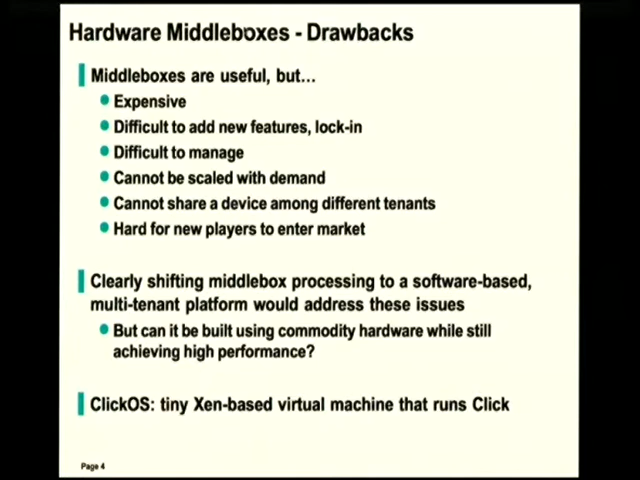 Hardware Middleboxes - Drawbacks
Middleboxes are useful, but...
Expensive
Difficult to add new features, lock-in
Difficult to manage
Cannot be scaled with demand
Cannot share a device among different tenants
Hard for new players to enter market
Clearly shifting middlebox processing to a software-based,
multi-tenant platform would address these issues
But can it be built using commodity hardware while still
achieving high performance?
ClickOS: tiny Xen-based virtual machine that runs Click
Page 4